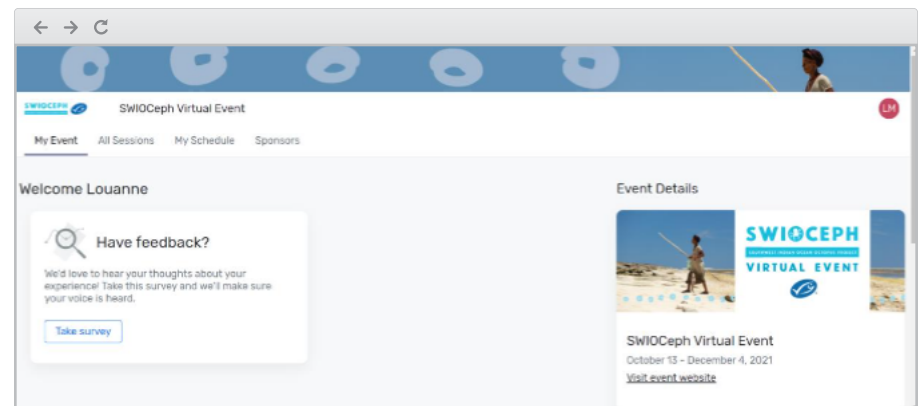 SWIOCEPH
SWIOCeph Virtual Event
LM
My Event All Sessions My Schedule Sponsors
Welcome Louanne
Have feedback?
We'd love to hear your thoughts about your
experience! Take this survey and we'll make sure
your voice is heard.
Take survey
Event Details
SWIOCEPH
VIRTUAL EVENT
SWIOCeph Virtual Event
October 13 - December 4, 2021
Visit event website